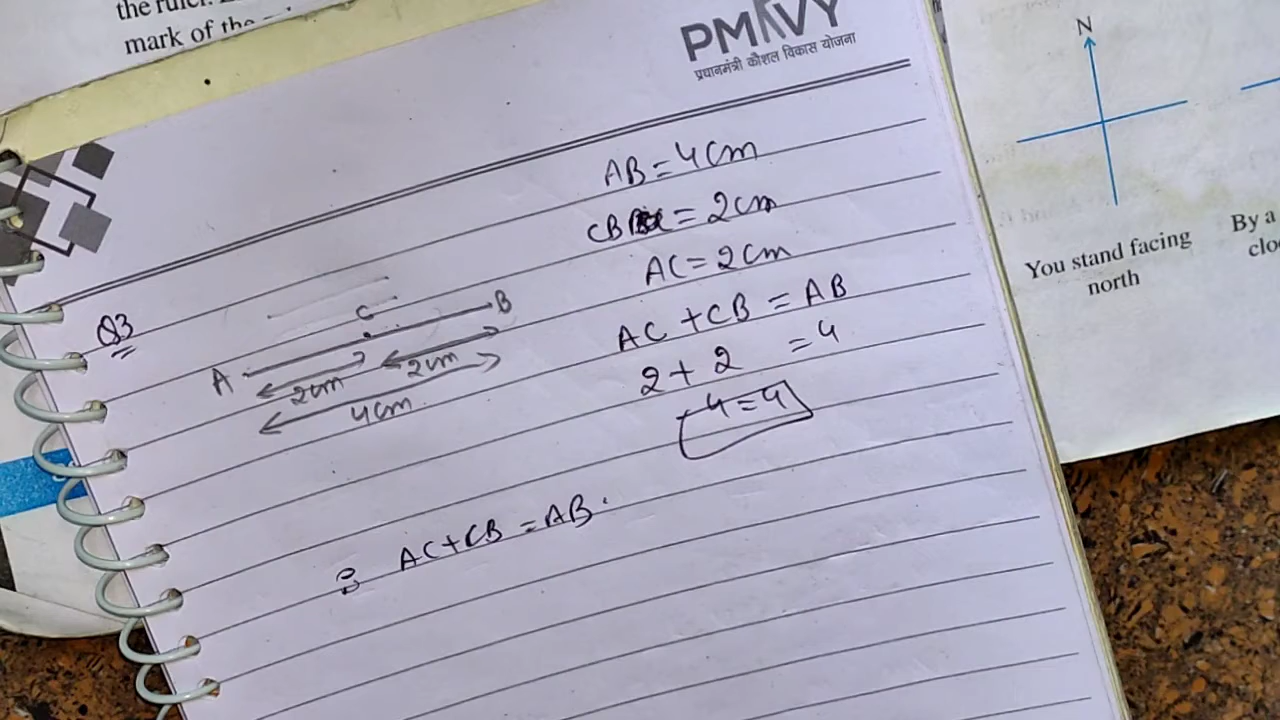 the ruler.
mark of the
PMKVY
प्रधानमंत्री कौशल विकास योजना
AB = 4cm
CB = 2cm
AC = 2cm
AC + CB = AB
2 + 2 = 4
4 = 4
Q3
C
B
A
2cm
2cm
4cm
AC + CB = AB.
N
You stand facing
north
By a